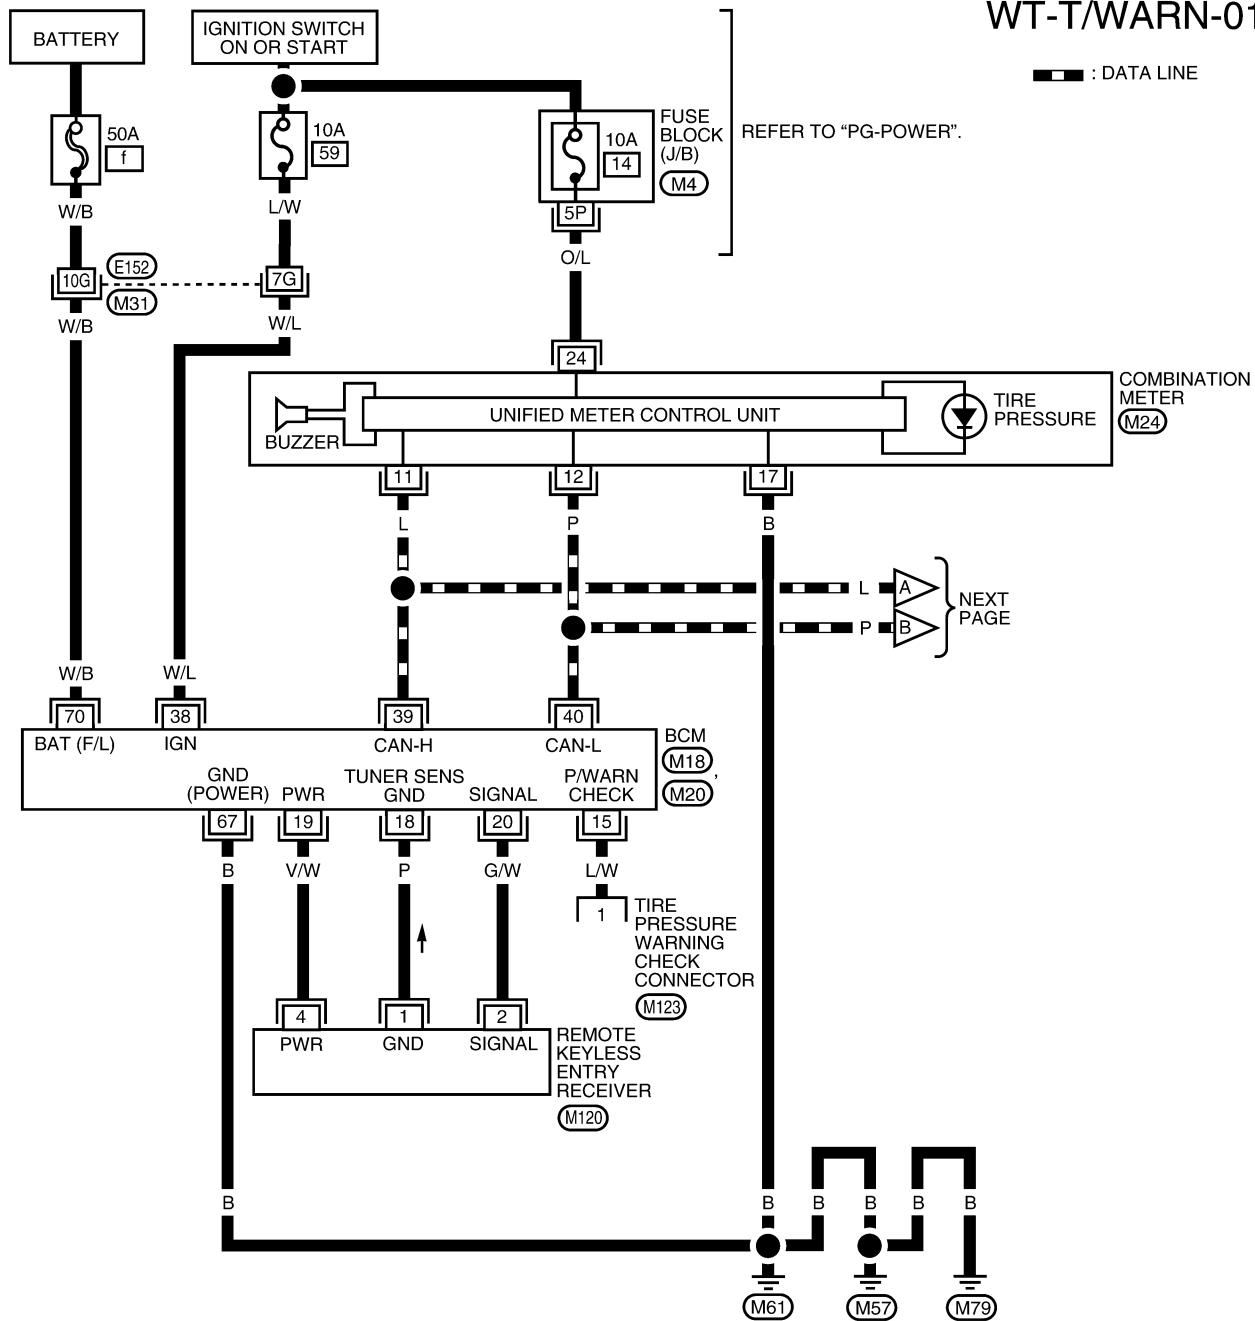 WT-T/WARN-01
: DATA LINE
BATTERY
IGNITION SWITCH
ON OR START
50A
f
10A
59
FUSE
BLOCK
(J/B)
M4
10A
14
REFER TO “PG-POWER”.
W/B
L/W
5P
O/L
10G
E152
M31
7G
W/B
W/L
24
COMBINATION
METER
M24
UNIFIED METER CONTROL UNIT
BUZZER
TIRE
PRESSURE
11
12
17
L
P
B
L
A
P
B
NEXT
PAGE
W/B
W/L
70
38
39
40
BAT (F/L)
IGN
CAN-H
CAN-L
BCM
M18
,
M20
GND
(POWER)
PWR
TUNER SENS
GND
SIGNAL
P/WARN
CHECK
67
19
18
20
15
B
V/W
P
G/W
L/W
1
TIRE
PRESSURE
WARNING
CHECK
CONNECTOR
M123
4
1
2
PWR
GND
SIGNAL
REMOTE
KEYLESS
ENTRY
RECEIVER
M120
B
B
B
B
B
B
M61
M57
M79